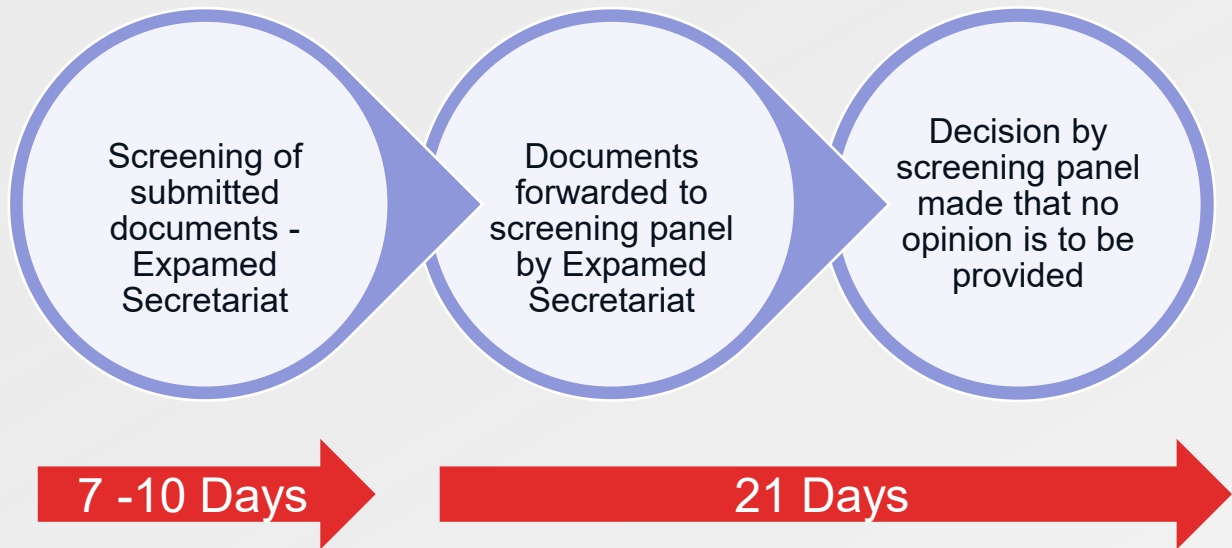 Screening of
submitted
documents -
Expamed
Secretariat
Documents
forwarded to
screening panel
by Expamed
Secretariat
Decision by
screening panel
made that no
opinion is to be
provided
7 -10 Days
21 Days